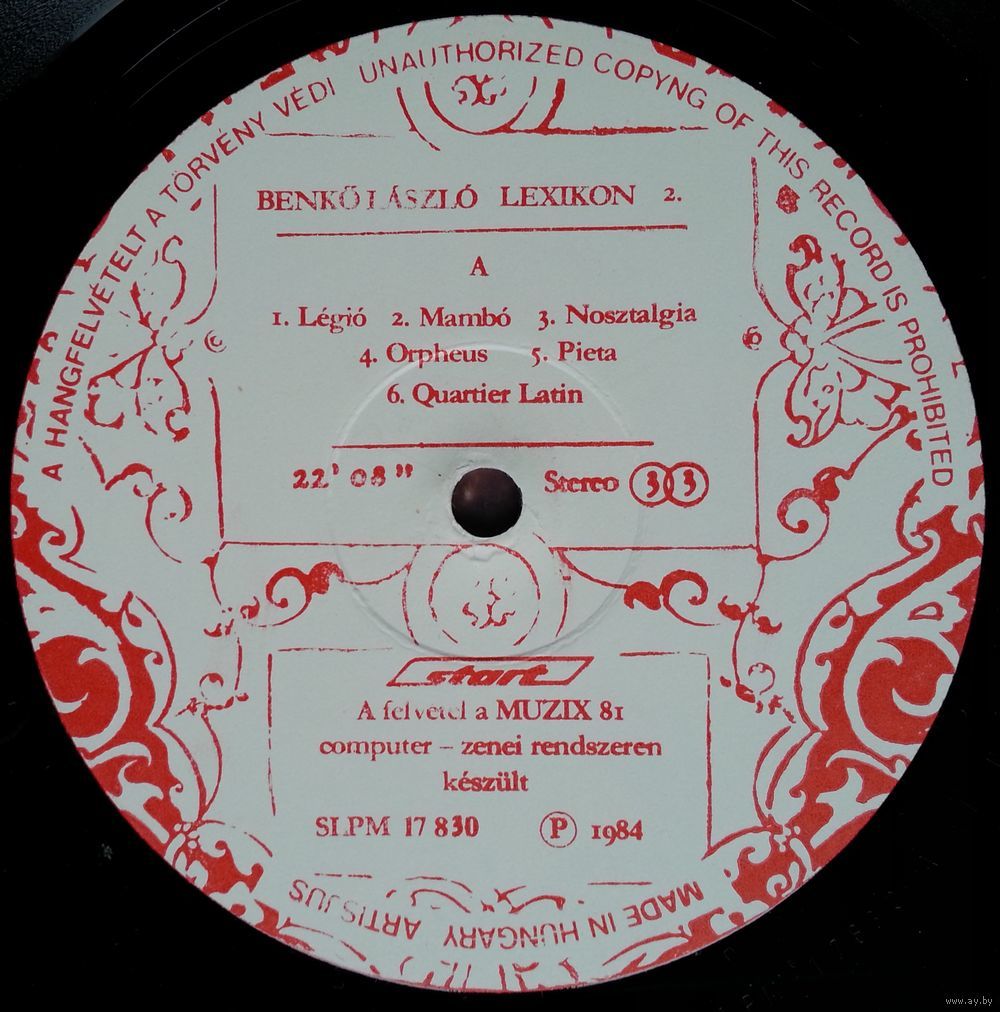 A HANGFELVÉTELT A TÖRVÉNY VÉDI UNAUTHORIZED COPYNG OF THIS RECORD IS PROHIBITED
BENKŐ LÁSZLÓ LEXIKON 2.
A
1. Légió 2. Mambó 3. Nosztalgia
4. Orpheus 5. Pieta
6. Quartier Latin
22' 08" Stereo 33
start
A felvétel a MUZIX 81
computer – zenei rendszeren
készült
SLPM 17 830 Ⓟ 1984
MADE IN HUNGARY ARTISJUS
www.ay.by